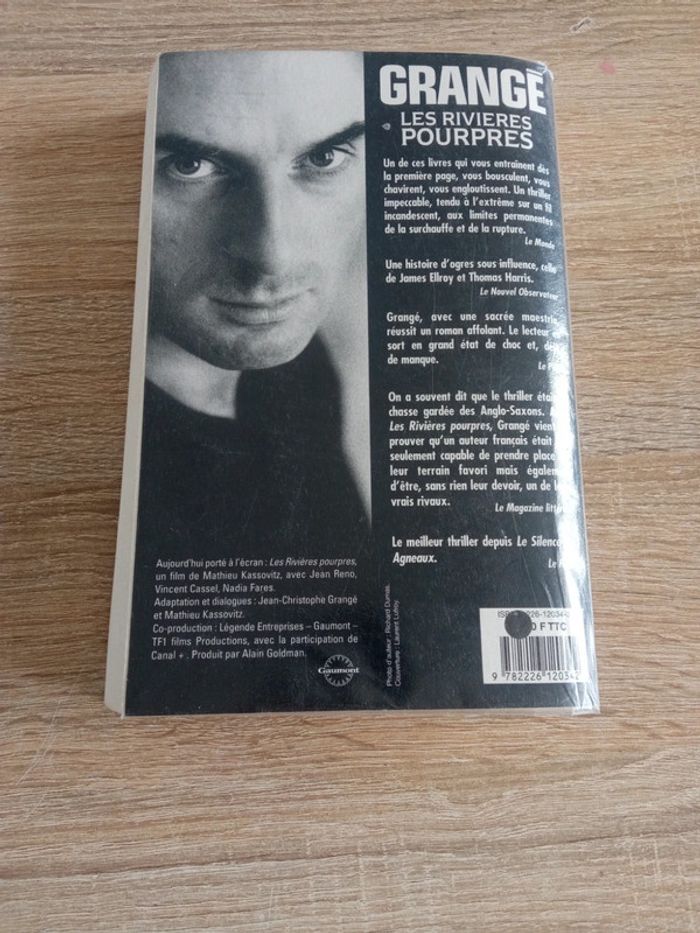 GRANGÉ
LES RIVIERES
POURPRES
Un de ces livres qui vous entraînent dès
la première page, vous bousculent, vous
chavirent, vous engloutissent. Un thriller
impeccable, tendu à l'extrême sur un fil
incandescent, aux limites permanentes
de la surchauffe et de la rupture.
Le Monde
Une histoire d'ogres sous influence, celle
de James Ellroy et Thomas Harris.
Le Nouvel Observateur
Grangé, avec une sacrée maestria,
réussit un roman affolant. Le lecteur
sort en grand état de choc et,
de manque.
Le
On a souvent dit que le thriller était
chasse gardée des Anglo-Saxons.
Les Rivières pourpres, Grangé vient
prouver qu'un auteur français était
seulement capable de prendre place
leur terrain favori mais
d'être, sans rien leur devoir, un de
vrais rivaux.
Le Magazine
Le meilleur thriller depuis Le Silence
Agneaux.
Le
Aujourd'hui porté à l'écran : Les Rivières pourpres,
un film de Mathieu Kassovitz, avec Jean Reno,
Vincent Cassel, Nadia Fares.
Adaptation et dialogues : Jean-Christophe Grangé
et Mathieu Kassovitz.
Co-production : Légende Entreprises – Gaumont –
TF1 films Productions, avec la participation de
Canal + . Produit par Alain Goldman.
Gaumont
Photo d'auteur : Richard Dumas.
Couverture : Laurent Lufroy.
226-12034-
F TTC
9 782226 120342